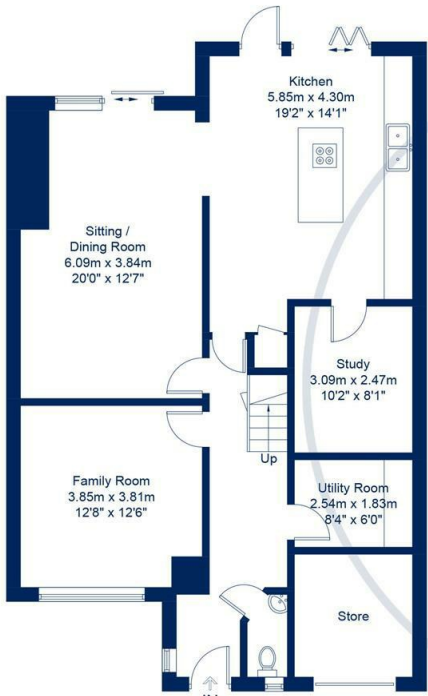 Kitchen
5.85m x 4.30m
19'2" x 14'1"
Sitting /
Dining Room
6.09m x 3.84m
20'0" x 12'7"
Study
3.09m x 2.47m
10'2" x 8'1"
Up
Family Room
3.85m x 3.81m
12'8" x 12'6"
Utility Room
2.54m x 1.83m
8'4" x 6'0"
Store